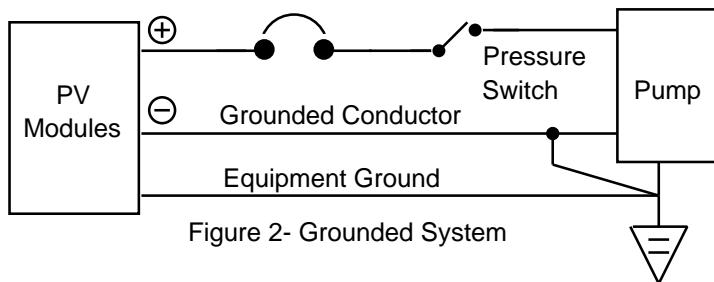 +
Pressure
Switch
PV
Modules
Pump
−
Grounded Conductor
Equipment Ground
Figure 2- Grounded System